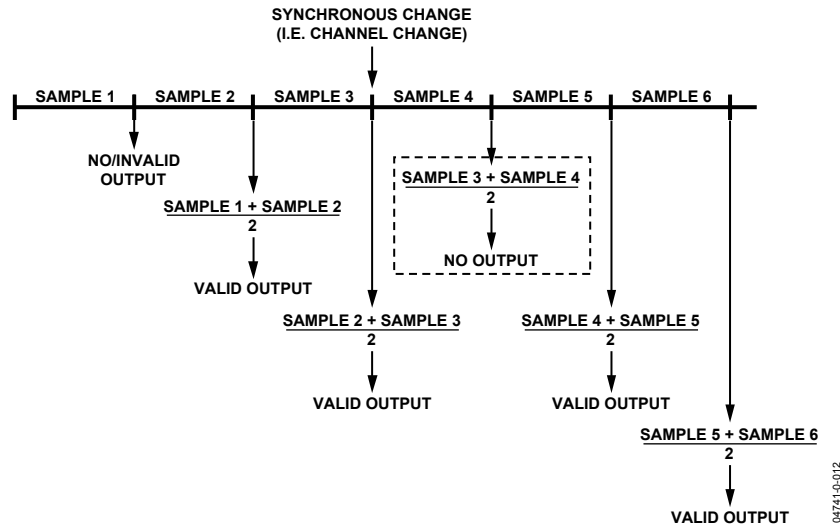 SYNCHRONOUS CHANGE
(I.E. CHANNEL CHANGE)
SAMPLE 1
SAMPLE 2
SAMPLE 3
SAMPLE 4
SAMPLE 5
SAMPLE 6
NO/INVALID
OUTPUT
SAMPLE 1 + SAMPLE 2
2
VALID OUTPUT
SAMPLE 3 + SAMPLE 4
2
NO OUTPUT
SAMPLE 2 + SAMPLE 3
2
VALID OUTPUT
SAMPLE 4 + SAMPLE 5
2
VALID OUTPUT
SAMPLE 5 + SAMPLE 6
2
VALID OUTPUT
04741-0-012